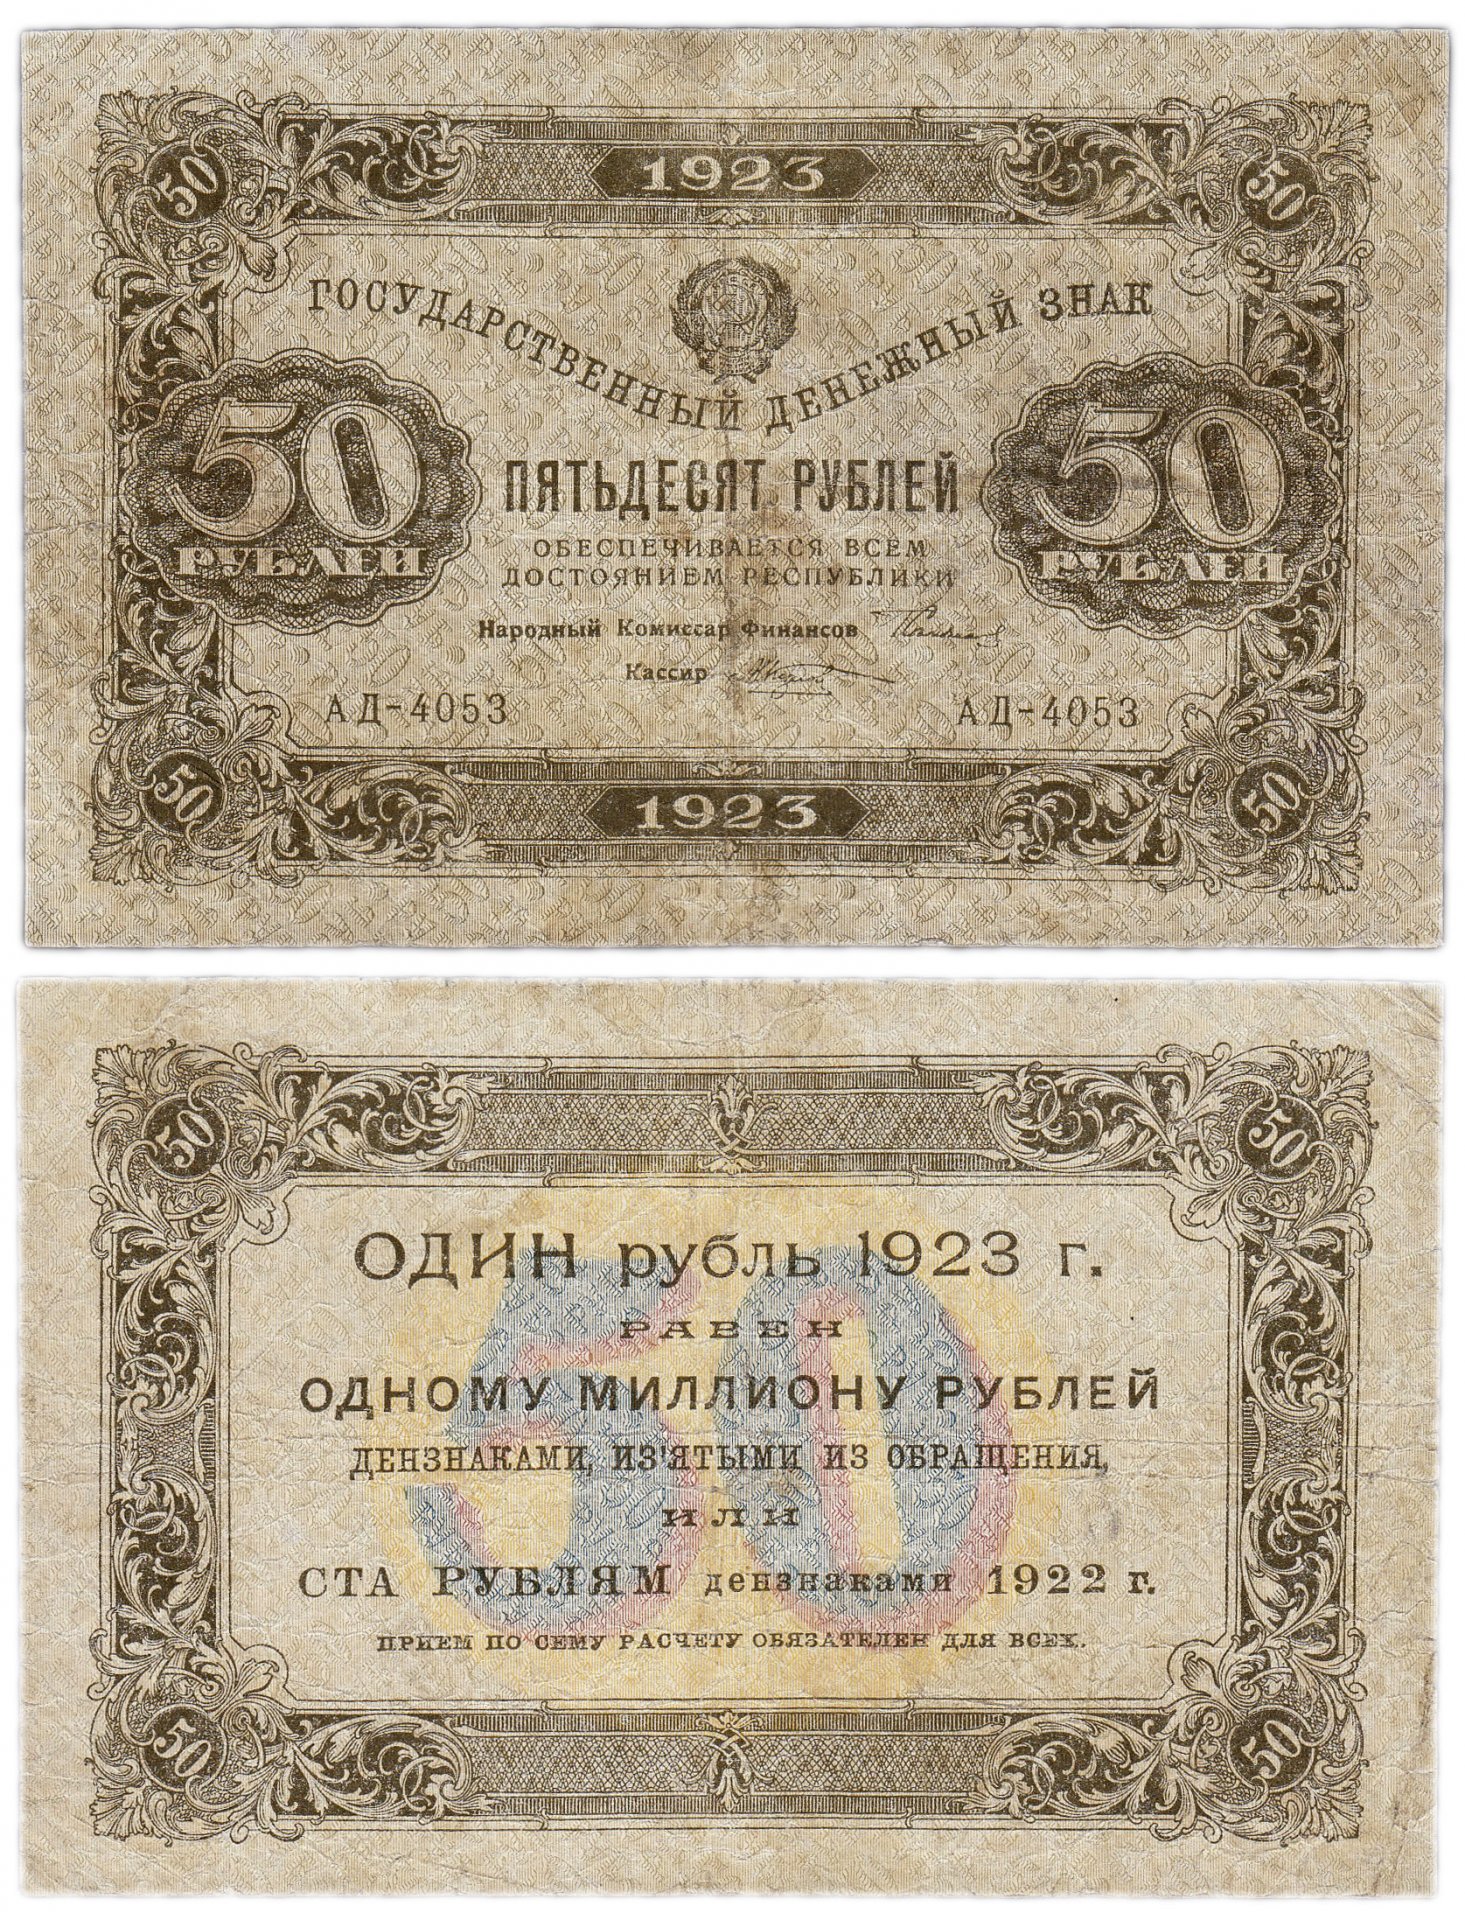 1923
50
50
ГОСУДАРСТВЕННЫЙ ДЕНЕЖНЫЙ ЗНАК
50 РУБЛЕЙ
50 РУБЛЕЙ
ПЯТЬДЕСЯТ РУБЛЕЙ
ОБЕСПЕЧИВАЕТСЯ ВСЕМ
ДОСТОЯНИЕМ РЕСПУБЛИКИ
Народный Комиссар Финансов
Кассир
АД-4053
АД-4053
50
50
1923
50
50
ОДИН рубль 1923 г.
РАВЕН
ОДНОМУ МИЛЛИОНУ РУБЛЕЙ
ДЕНЗНАКАМИ, ИЗ'ЯТЫМИ ИЗ ОБРАЩЕНИЯ,
ИЛИ
СТА РУБЛЯМ дензнаками 1922 г.
ПРИЕМ ПО СЕМУ РАСЧЕТУ ОБЯЗАТЕЛЕН ДЛЯ ВСЕХ.
50
50
50